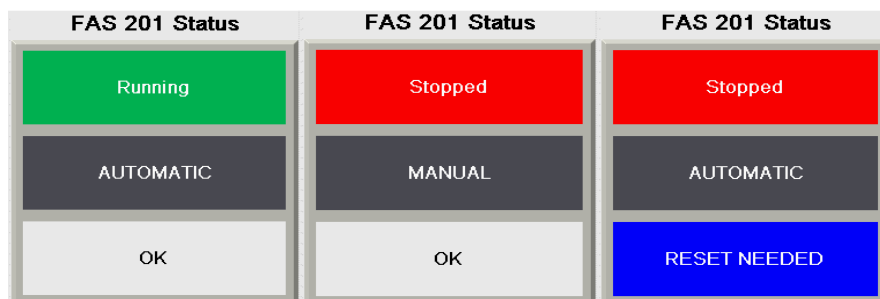 FAS 201 Status
Running
AUTOMATIC
OK
FAS 201 Status
Stopped
MANUAL
OK
FAS 201 Status
Stopped
AUTOMATIC
RESET NEEDED